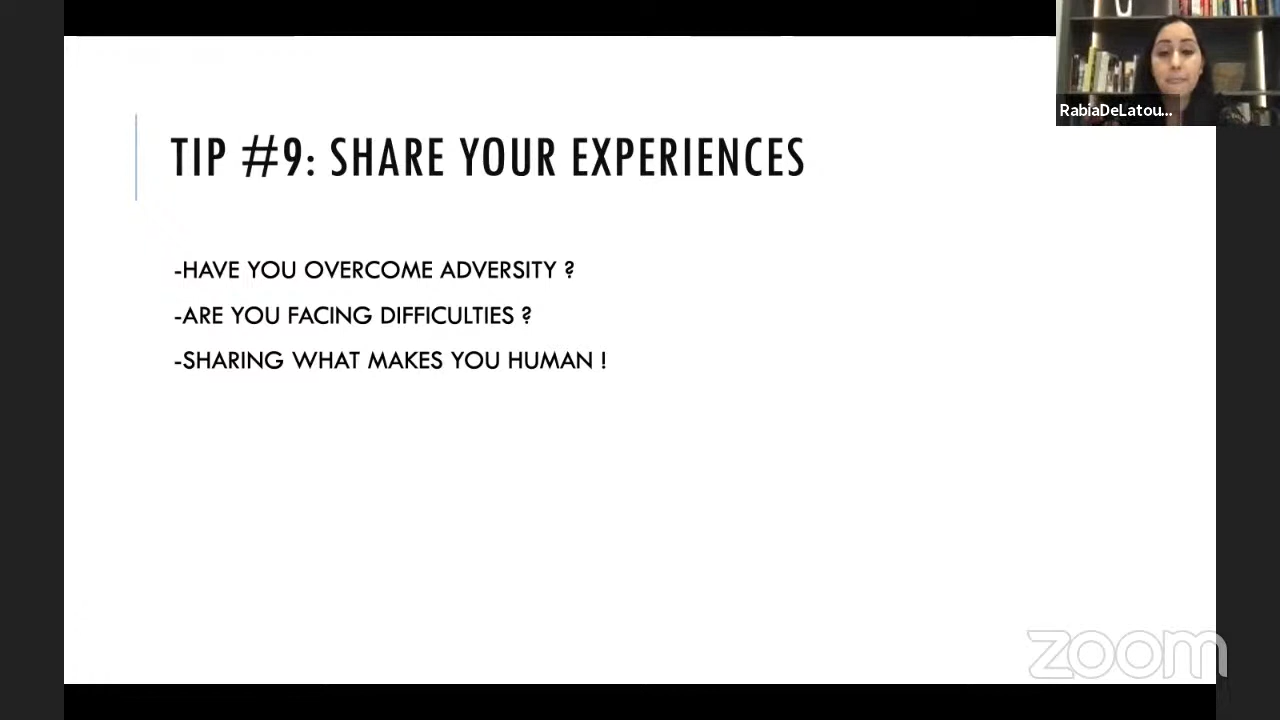 RabiaDeLatou...
TIP #9: SHARE YOUR EXPERIENCES
-HAVE YOU OVERCOME ADVERSITY ?
-ARE YOU FACING DIFFICULTIES ?
-SHARING WHAT MAKES YOU HUMAN !
zoom